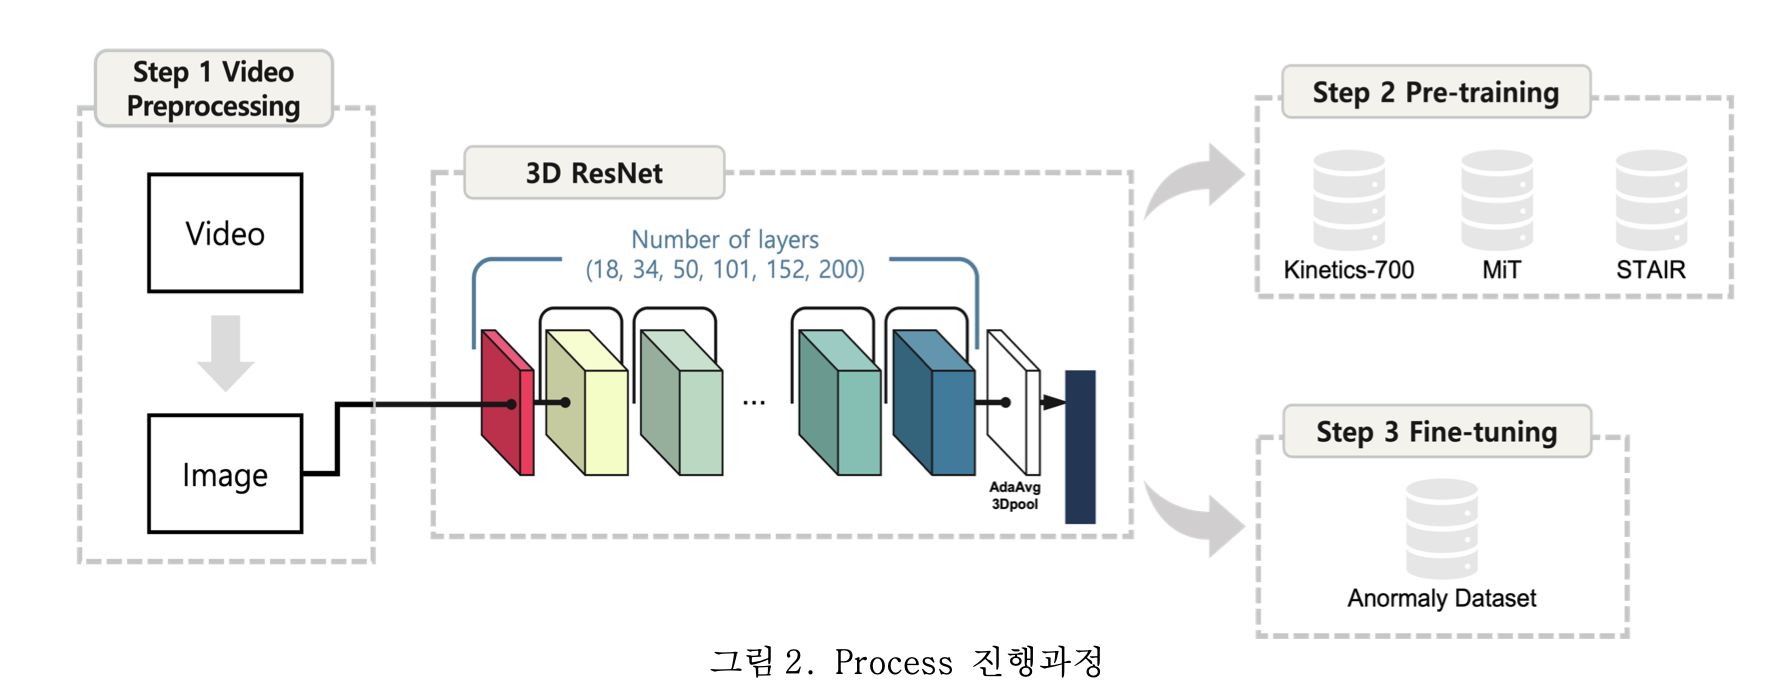 Step 1 Video
Preprocessing
Video
Image
3D ResNet
Number of layers
(18, 34, 50, 101, 152, 200)
...
AdaAvg
3Dpool
Step 2 Pre-training
Kinetics-700
MiT
STAIR
Step 3 Fine-tuning
Anormaly Dataset
그림 2. Process 진행과정